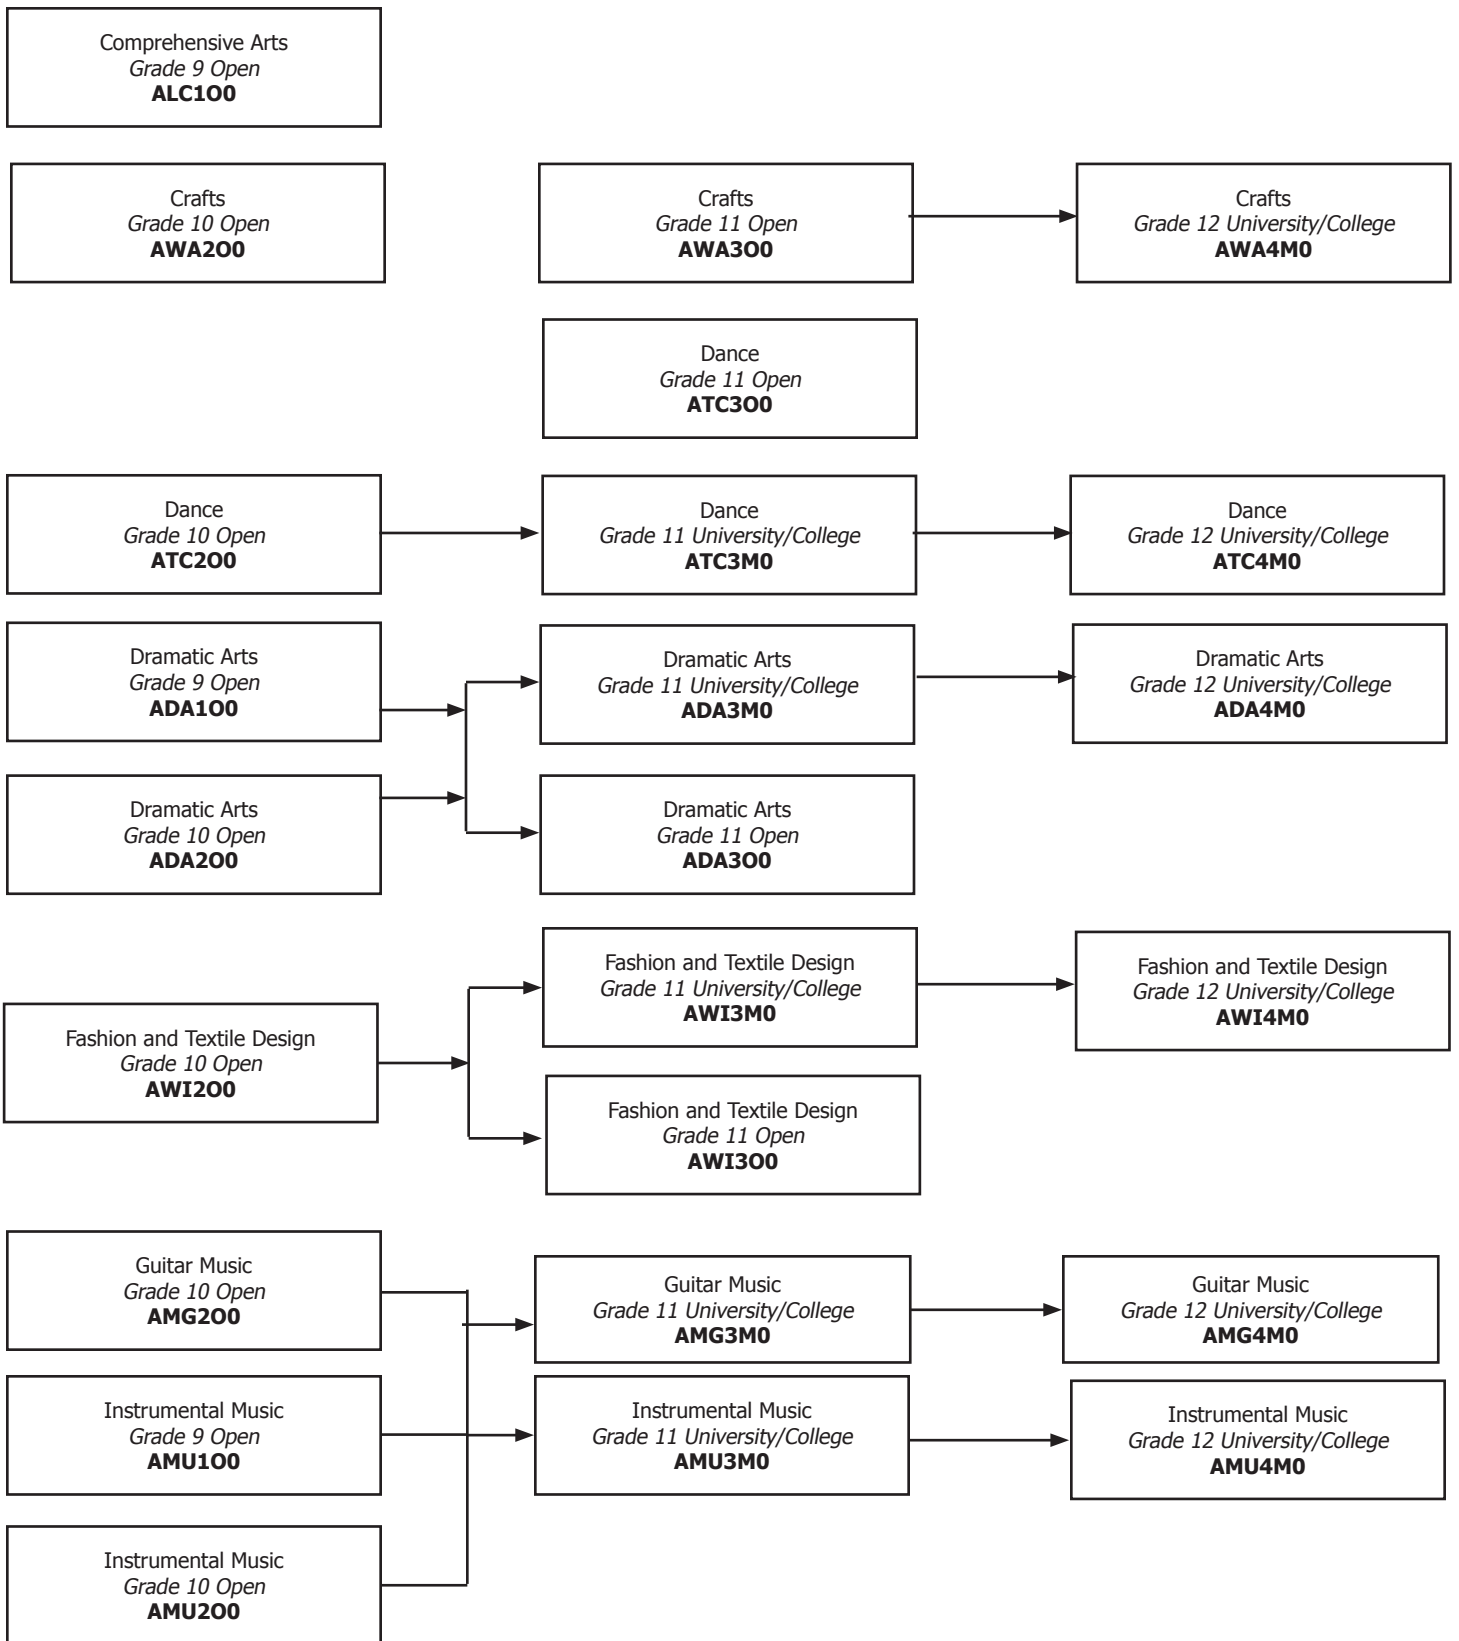 Comprehensive Arts
Grade 9 Open
ALC1O0
Crafts
Grade 10 Open
AWA2O0
Crafts
Grade 11 Open
AWA3O0
Crafts
Grade 12 University/College
AWA4M0
Dance
Grade 11 Open
ATC3O0
Dance
Grade 10 Open
ATC2O0
Dance
Grade 11 University/College
ATC3M0
Dance
Grade 12 University/College
ATC4M0
Dramatic Arts
Grade 9 Open
ADA1O0
Dramatic Arts
Grade 11 University/College
ADA3M0
Dramatic Arts
Grade 12 University/College
ADA4M0
Dramatic Arts
Grade 10 Open
ADA2O0
Dramatic Arts
Grade 11 Open
ADA3O0
Fashion and Textile Design
Grade 10 Open
AWI2O0
Fashion and Textile Design
Grade 11 University/College
AWI3M0
Fashion and Textile Design
Grade 12 University/College
AWI4M0
Fashion and Textile Design
Grade 11 Open
AWI3O0
Guitar Music
Grade 10 Open
AMG2O0
Guitar Music
Grade 11 University/College
AMG3M0
Guitar Music
Grade 12 University/College
AMG4M0
Instrumental Music
Grade 9 Open
AMU1O0
Instrumental Music
Grade 11 University/College
AMU3M0
Instrumental Music
Grade 12 University/College
AMU4M0
Instrumental Music
Grade 10 Open
AMU2O0